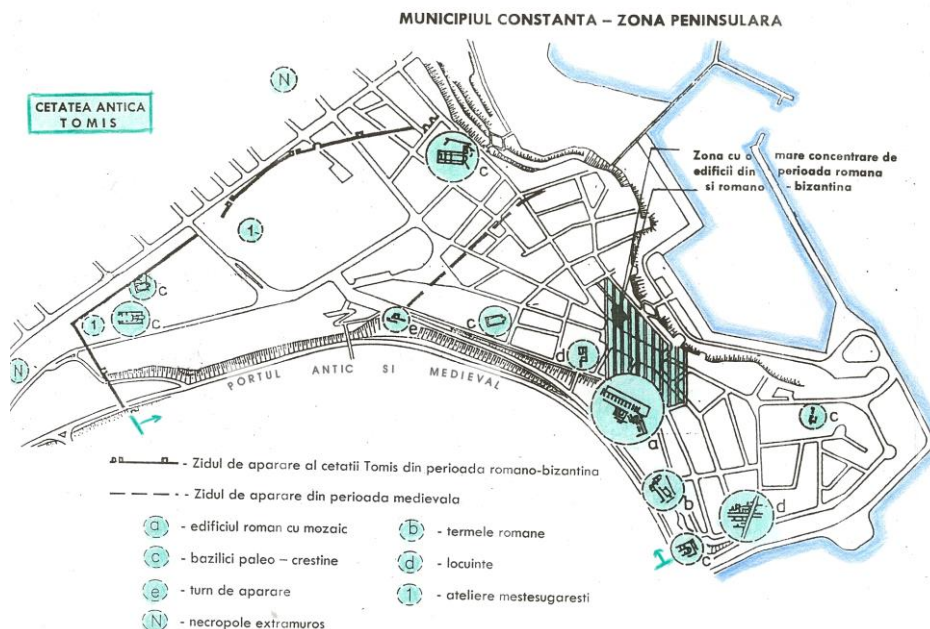 MUNICIPIUL CONSTANTA – ZONA PENINSULARA
CETATEA ANTICA
TOMIS
N
c
Zona cu o mare concentrare de
edificii din perioada romana
si romano - bizantina
1
c
1
c
e
c
d
N
PORTUL ANTIC SI MEDIEVAL
a
c
b
d
c
- Zidul de aparare al cetatii Tomis din perioada romano-bizantina
- Zidul de aparare din perioada medievala
a - edificiul roman cu mozaic
b - termele romane
c - bazilici paleo – crestine
d - locuinte
e - turn de aparare
1 - ateliere mestesugaresti
N - necropole extramuros